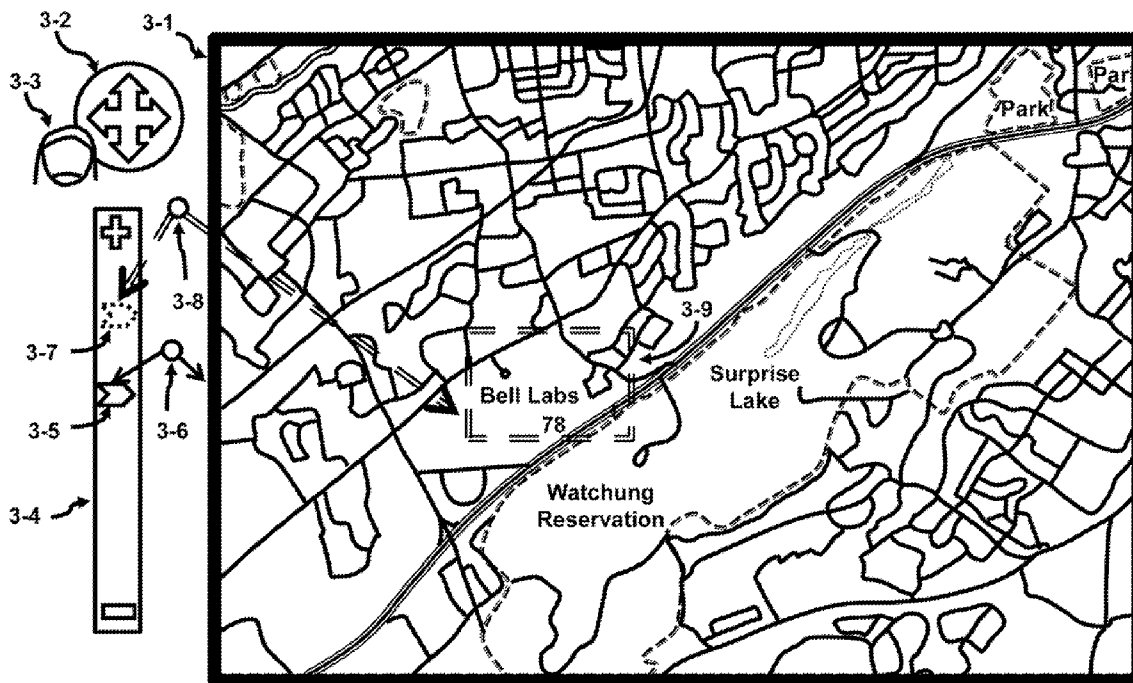 3-2
3-1
3-3
Park
Par
3-8
3-9
3-7
Surprise
Lake
Bell Labs
78
3-5
3-6
Watchung
Reservation
3-4